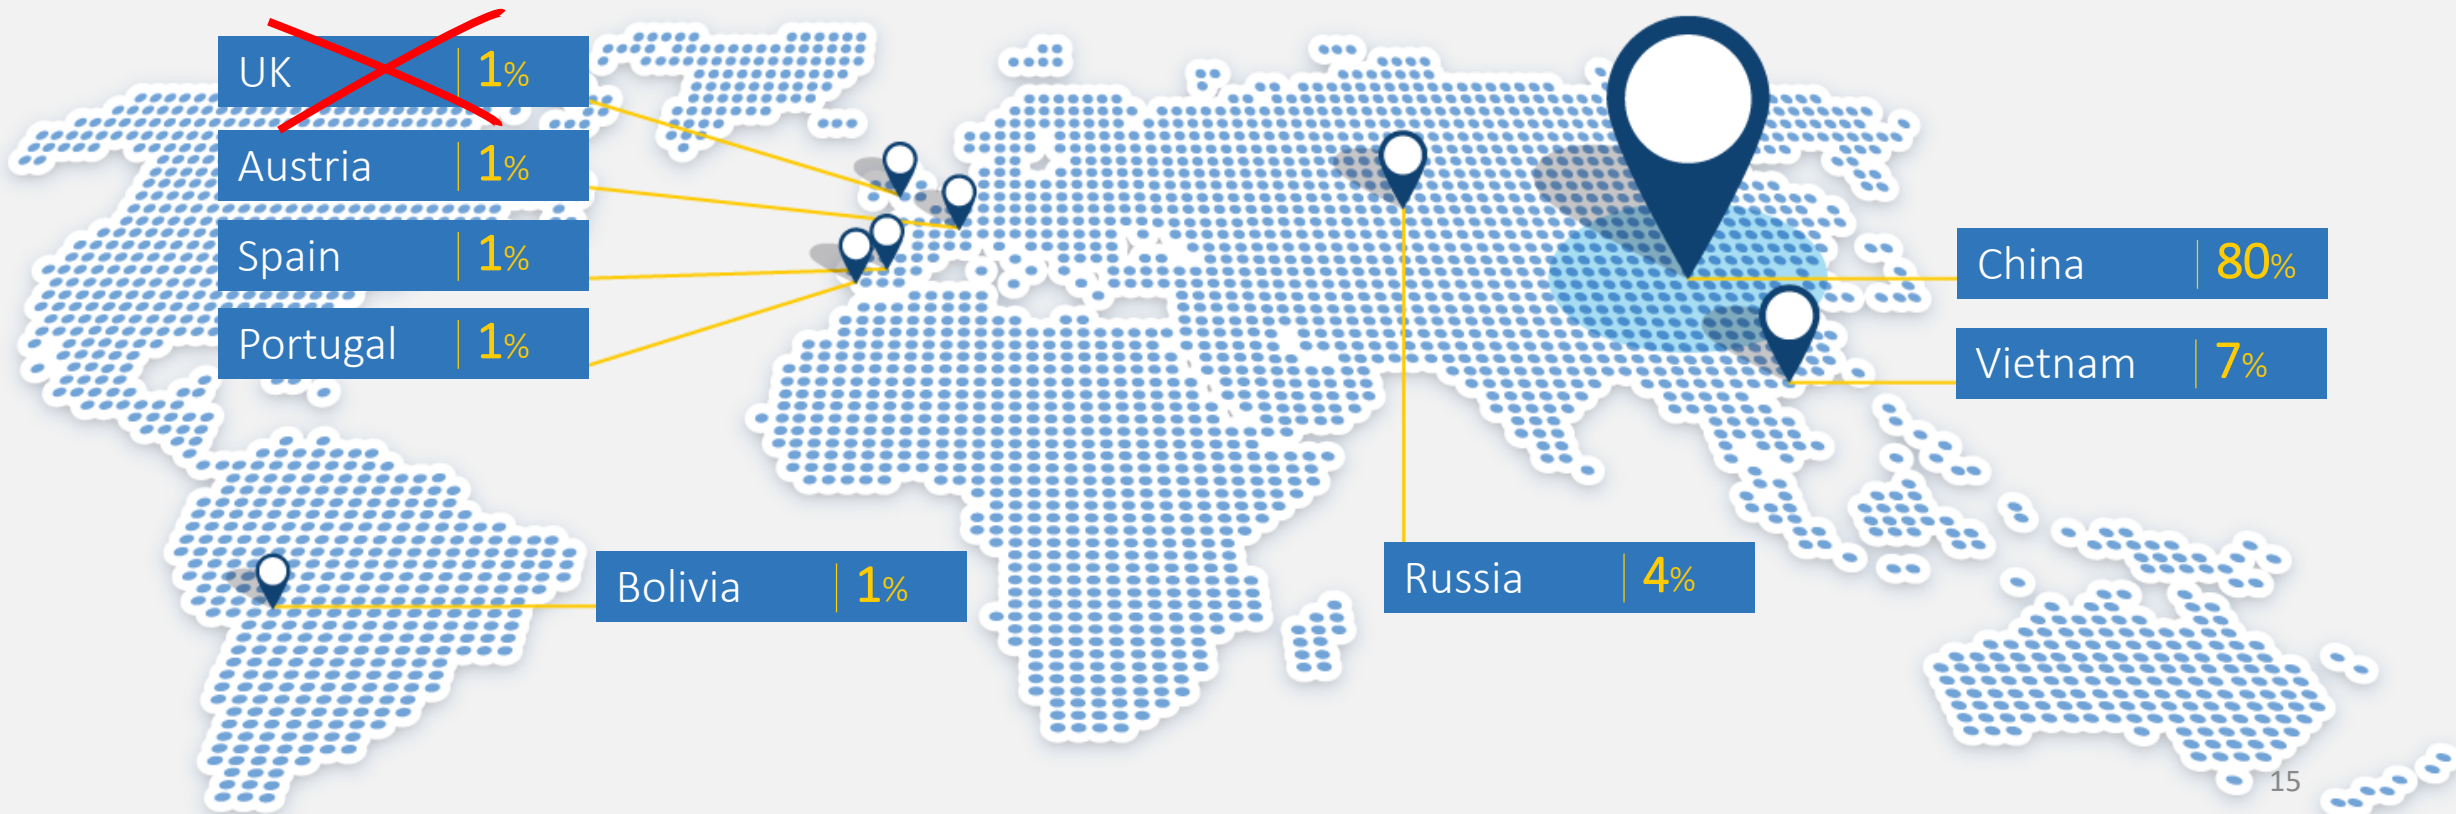 UK 1%
Austria 1%
Spain 1%
Portugal 1%
China 80%
Vietnam 7%
Bolivia 1%
Russia 4%
15